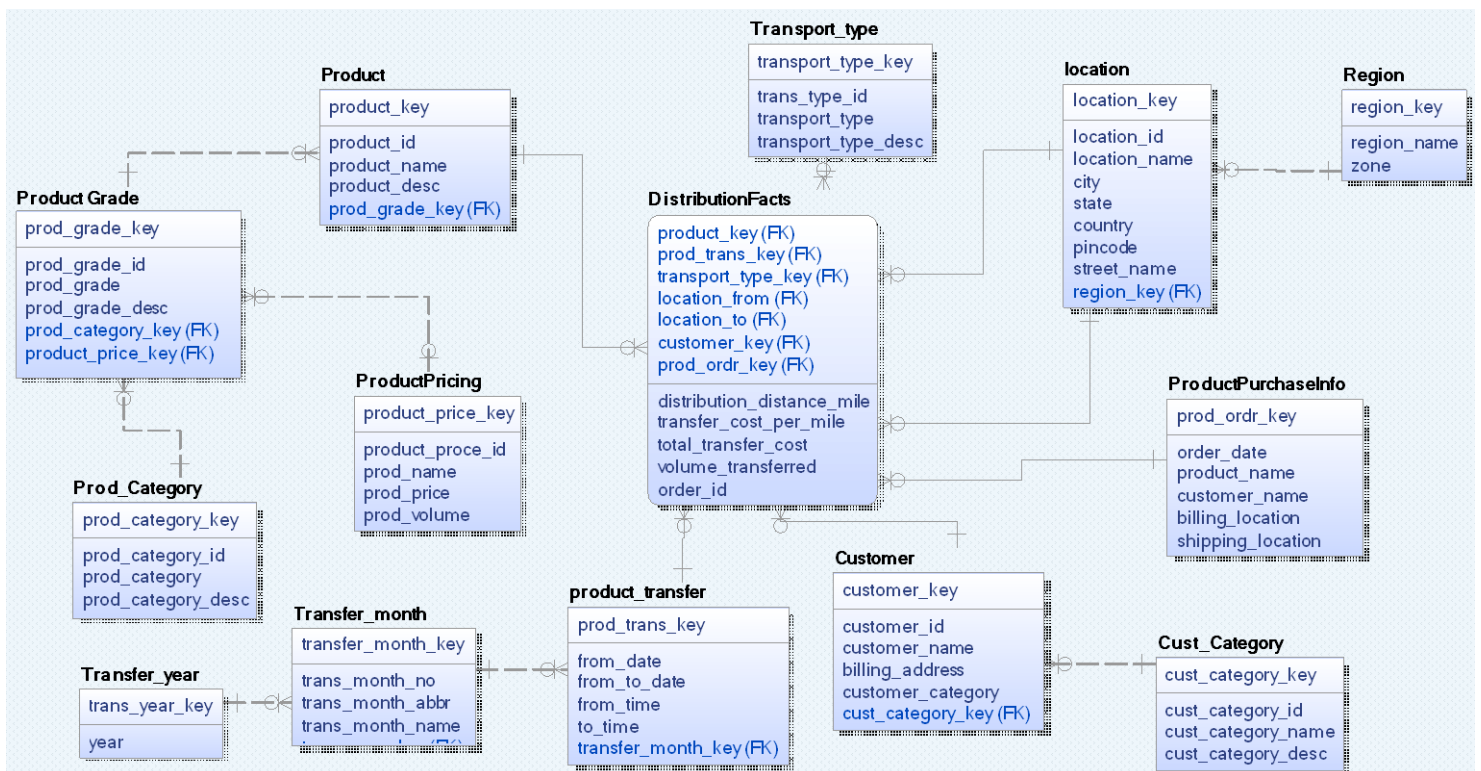 Transport_type
transport_type_key
trans_type_id
transport_type
transport_type_desc
Product
product_key
product_id
product_name
product_desc
prod_grade_key (FK)
location
location_key
location_id
location_name
city
state
country
pincode
street_name
region_key (FK)
Region
region_key
region_name
zone
Product Grade
prod_grade_key
prod_grade_id
prod_grade
prod_grade_desc
prod_category_key (FK)
product_price_key (FK)
DistributionFacts
product_key (FK)
prod_trans_key (FK)
transport_type_key (FK)
location_from (FK)
location_to (FK)
customer_key (FK)
prod_ordr_key (FK)
distribution_distance_mile
transfer_cost_per_mile
total_transfer_cost
volume_transferred
order_id
ProductPricing
product_price_key
product_proce_id
prod_name
prod_price
prod_volume
ProductPurchaseInfo
prod_ordr_key
order_date
product_name
customer_name
billing_location
shipping_location
Prod_Category
prod_category_key
prod_category_id
prod_category
prod_category_desc
Customer
customer_key
customer_id
customer_name
billing_address
customer_category
cust_category_key (FK)
product_transfer
prod_trans_key
from_date
from_to_date
from_time
to_time
transfer_month_key (FK)
Transfer_month
transfer_month_key
trans_month_no
trans_month_abbr
trans_month_name
Cust_Category
cust_category_key
cust_category_id
cust_category_name
cust_category_desc
Transfer_year
trans_year_key
year